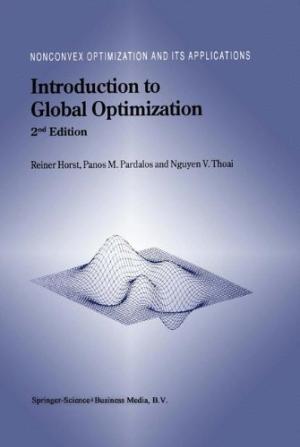 NONCONVEX OPTIMIZATION AND ITS APPLICATIONS
Introduction to
Global Optimization
2nd Edition
Reiner Horst, Panos M. Pardalos and Nguyen V. Thoai
Springer-Science+Business Media, B.V.